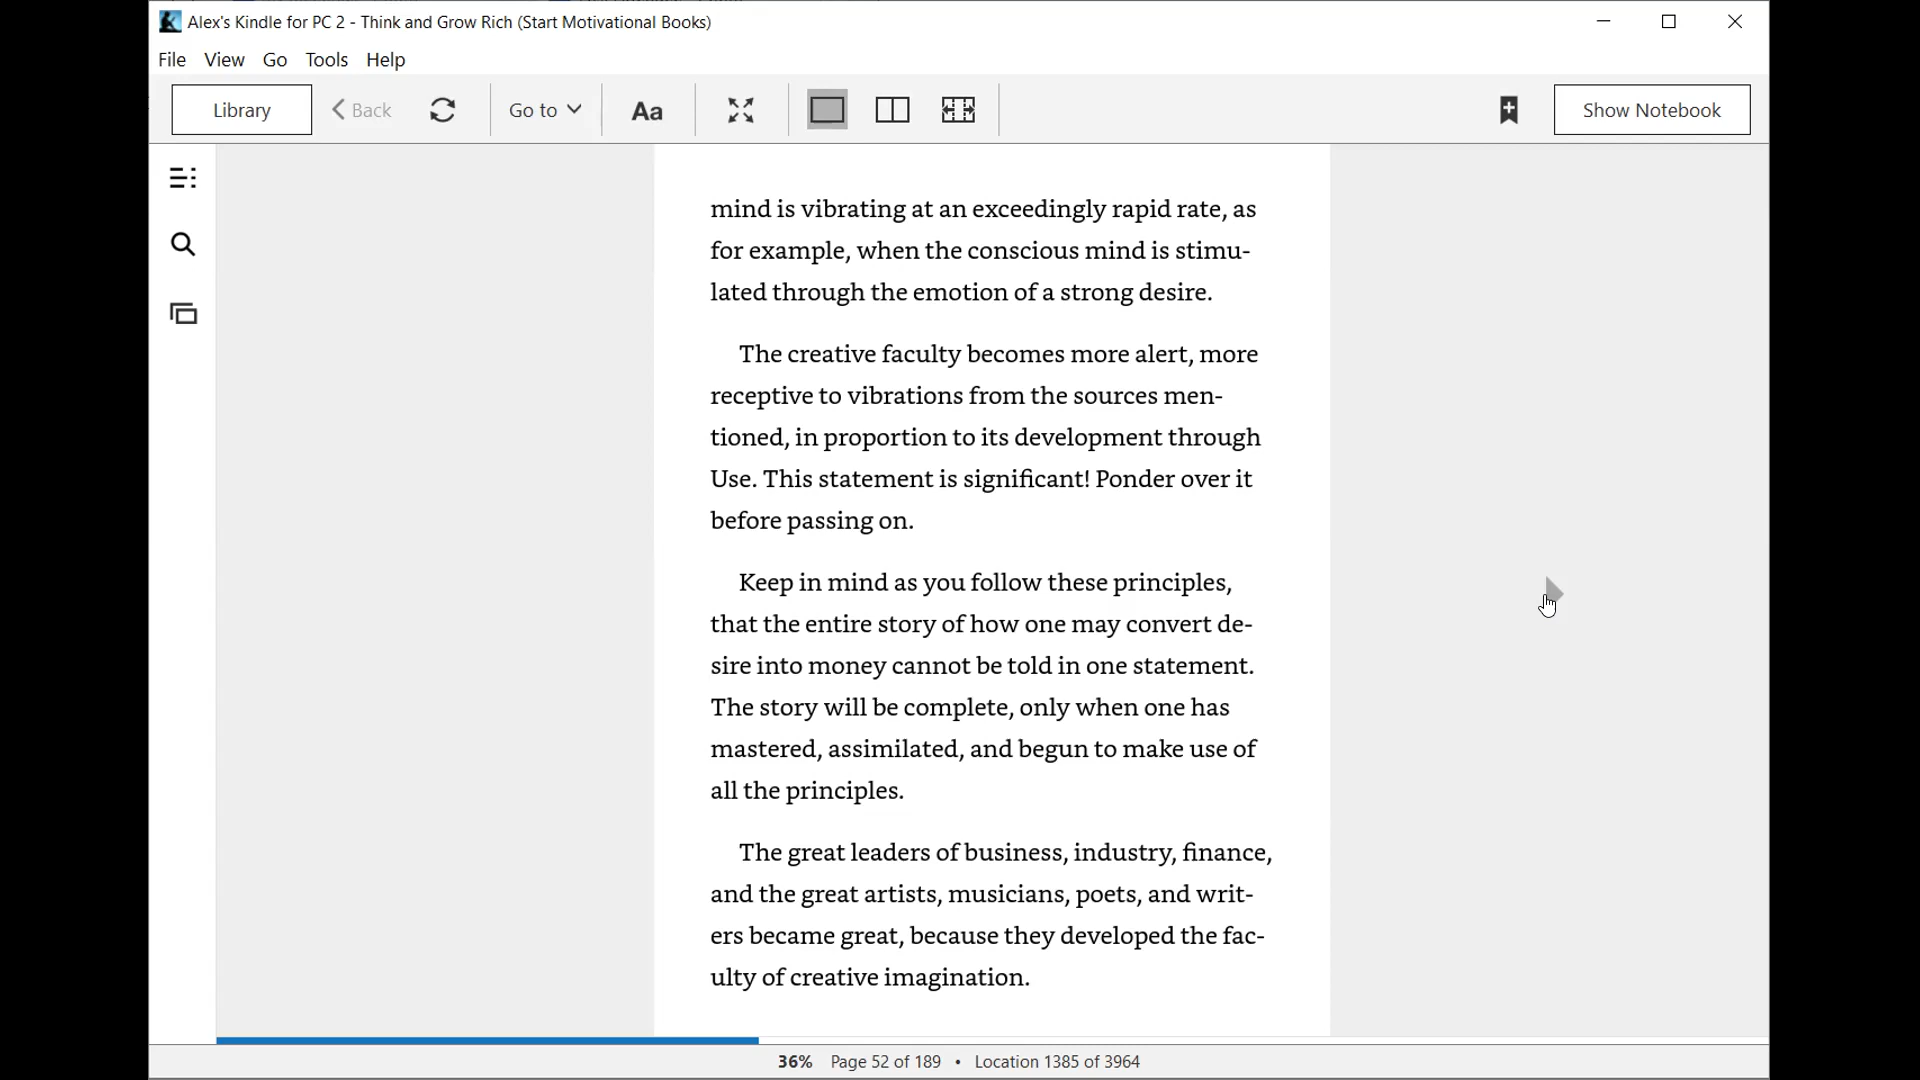 Alex's Kindle for PC 2 - Think and Grow Rich (Start Motivational Books)
File View Go Tools Help
Library Back Go to Aa Show Notebook
mind is vibrating at an exceedingly rapid rate, as
for example, when the conscious mind is stimu-
lated through the emotion of a strong desire.
The creative faculty becomes more alert, more
receptive to vibrations from the sources men-
tioned, in proportion to its development through
Use. This statement is significant! Ponder over it
before passing on.
Keep in mind as you follow these principles,
that the entire story of how one may convert de-
sire into money cannot be told in one statement.
The story will be complete, only when one has
mastered, assimilated, and begun to make use of
all the principles.
The great leaders of business, industry, finance,
and the great artists, musicians, poets, and writ-
ers became great, because they developed the fac-
ulty of creative imagination.
36% Page 52 of 189 • Location 1385 of 3964